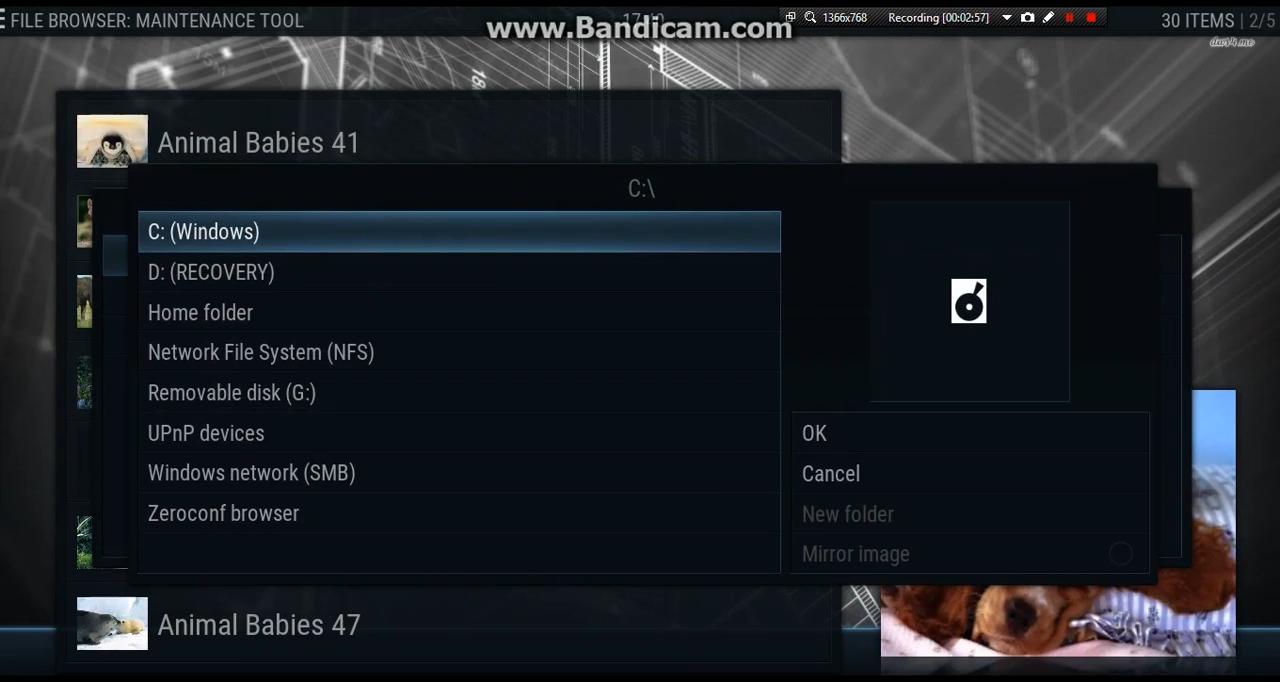 FILE BROWSER: MAINTENANCE TOOL
www.Bandicam.com
1366x768
Recording [00:02:57]
30 ITEMS | 2/5
Animal Babies 41
C:\
C: (Windows)
D: (RECOVERY)
Home folder
Network File System (NFS)
Removable disk (G:)
UPnP devices
Windows network (SMB)
Zeroconf browser
OK
Cancel
New folder
Mirror image
Animal Babies 47